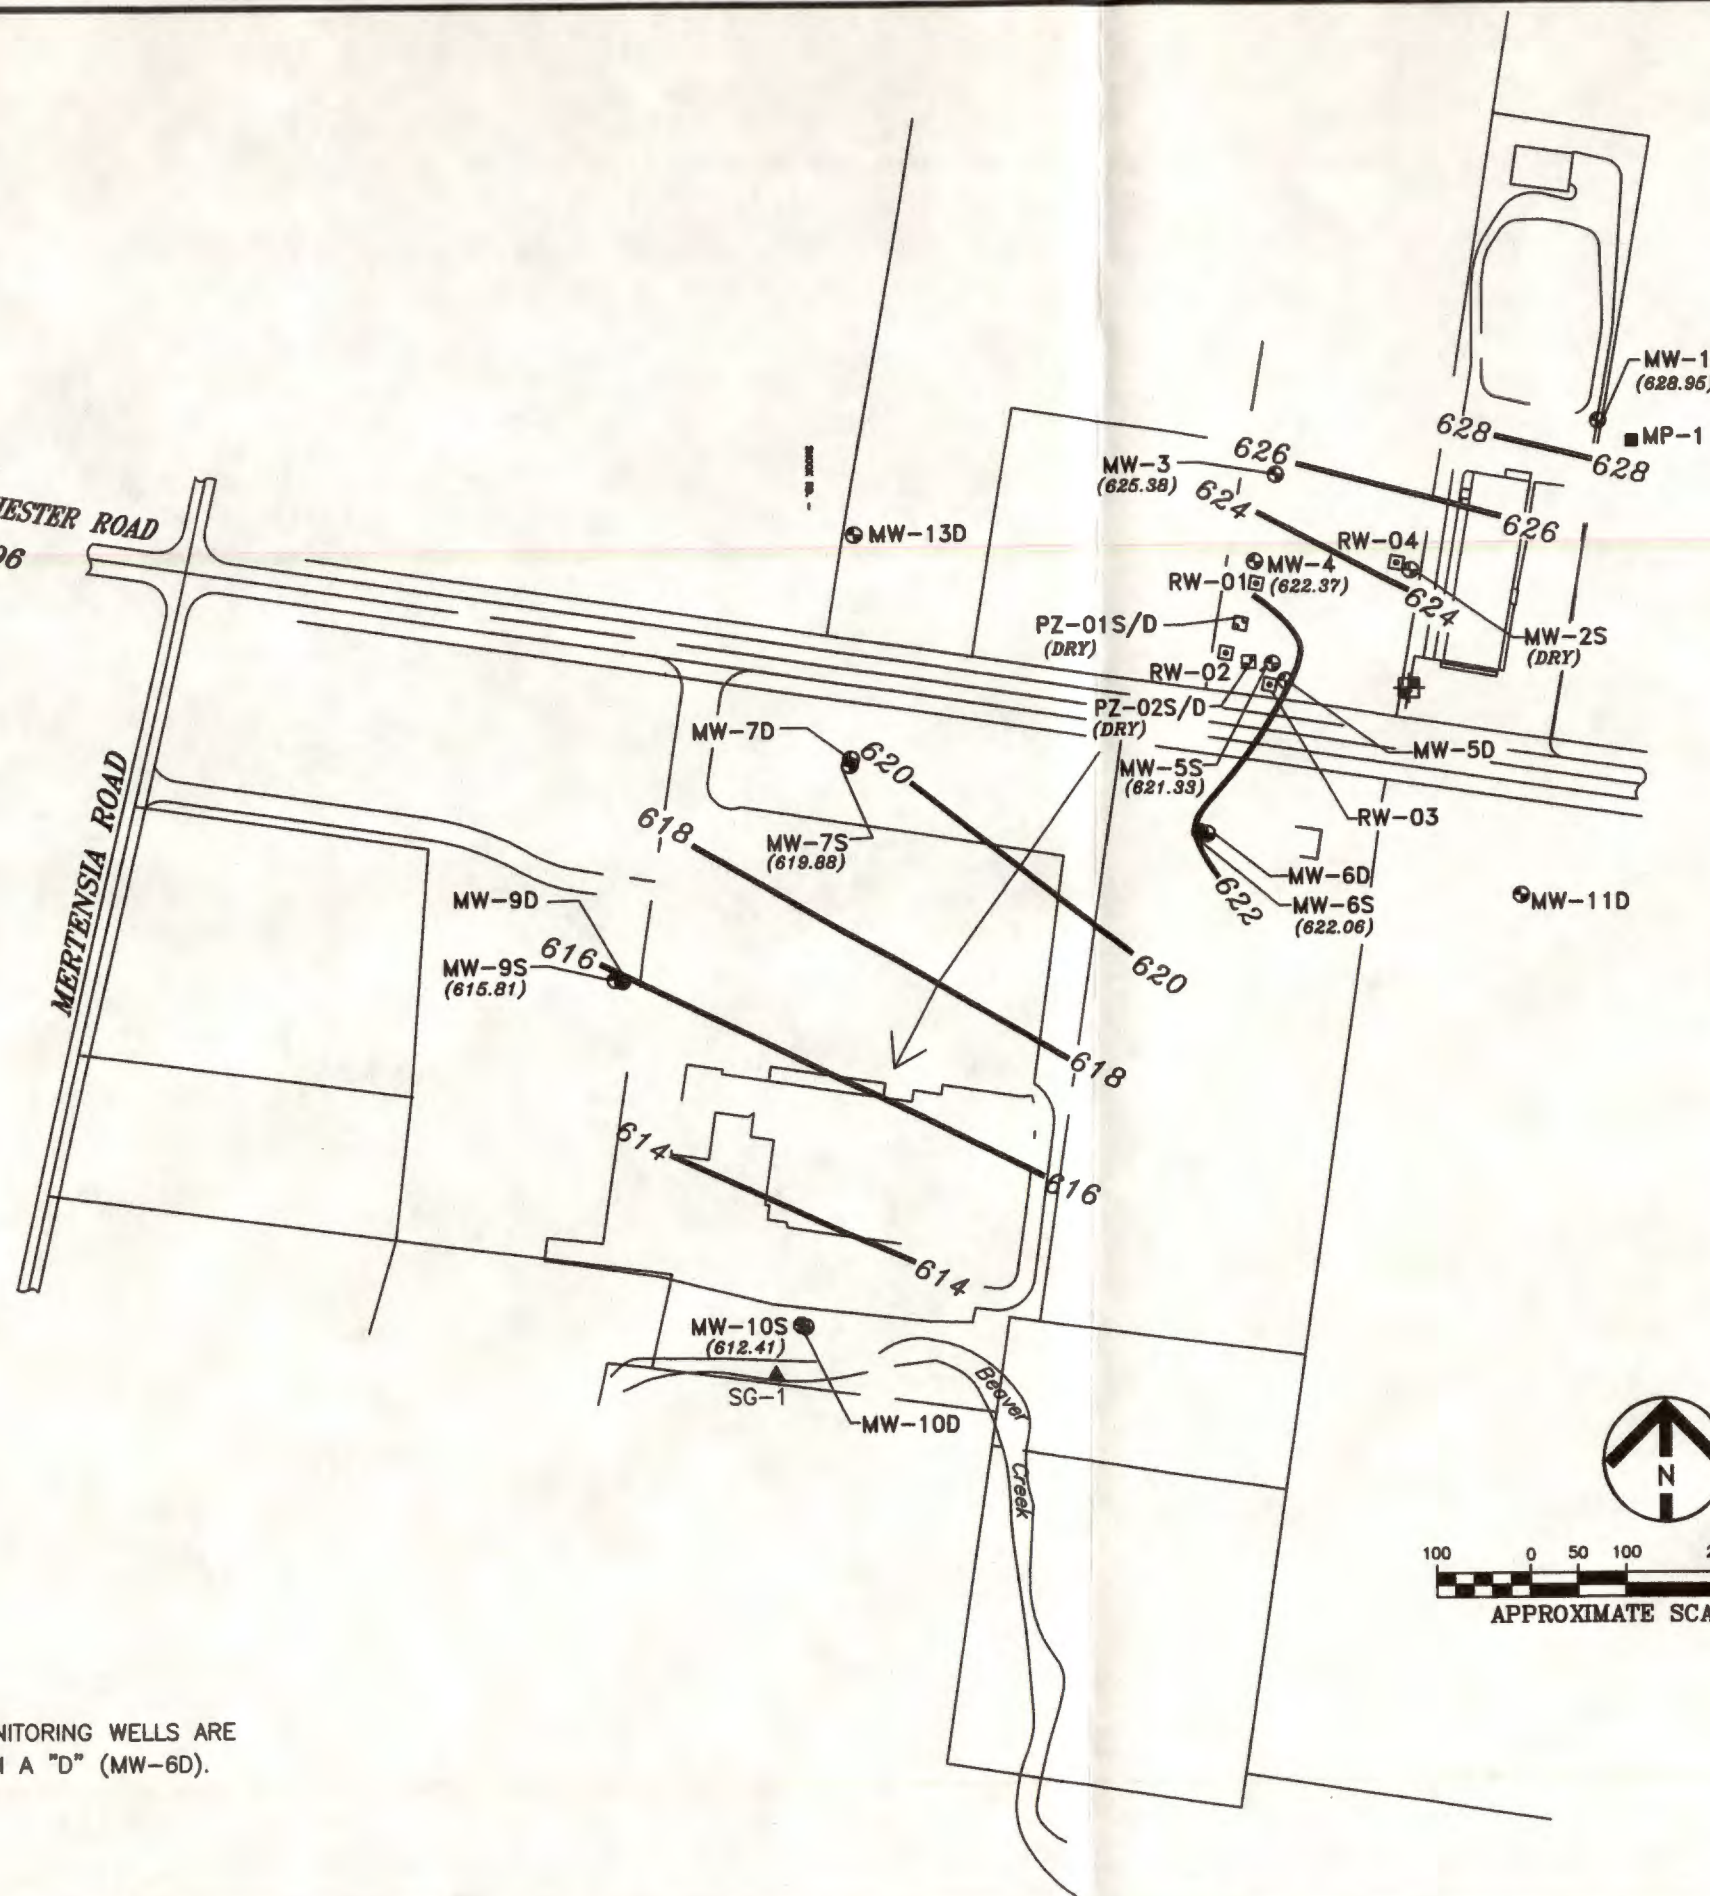 MW-1
(628.95)
628
MP-1
628
626
MW-3
(625.38)
624
626
MW-13D
RW-04
MW-4
(622.37)
RW-01
624
PZ-01S/D
(DRY)
MW-2S
(DRY)
RW-02
PZ-02S/D
(DRY)
MW-7D
MW-5D
620
MW-5S
(621.33)
618
RW-03
MW-7S
(619.88)
MW-6D
622
MW-6S
(622.06)
MW-11D
MW-9D
616
620
MW-9S
(615.81)
618
614
616
614
MW-10S
(612.41)
SG-1
MW-10D
Beaver
Creek
HESTER ROAD
96
MERTENSIA ROAD
N
100 0 50 100
APPROXIMATE SCA
NITORING WELLS ARE
A "D" (MW-6D).